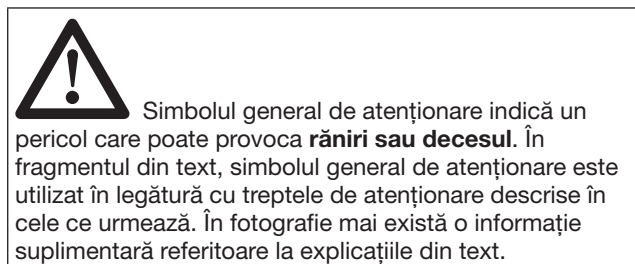 Simbolul general de atenționare indică un
pericol care poate provoca răniri sau decesul. În
fragmentul din text, simbolul general de atenționare este
utilizat în legătură cu treptele de atenționare descrise în
cele ce urmează. În fotografie mai există o informație
suplimentară referitoare la explicațiile din text.